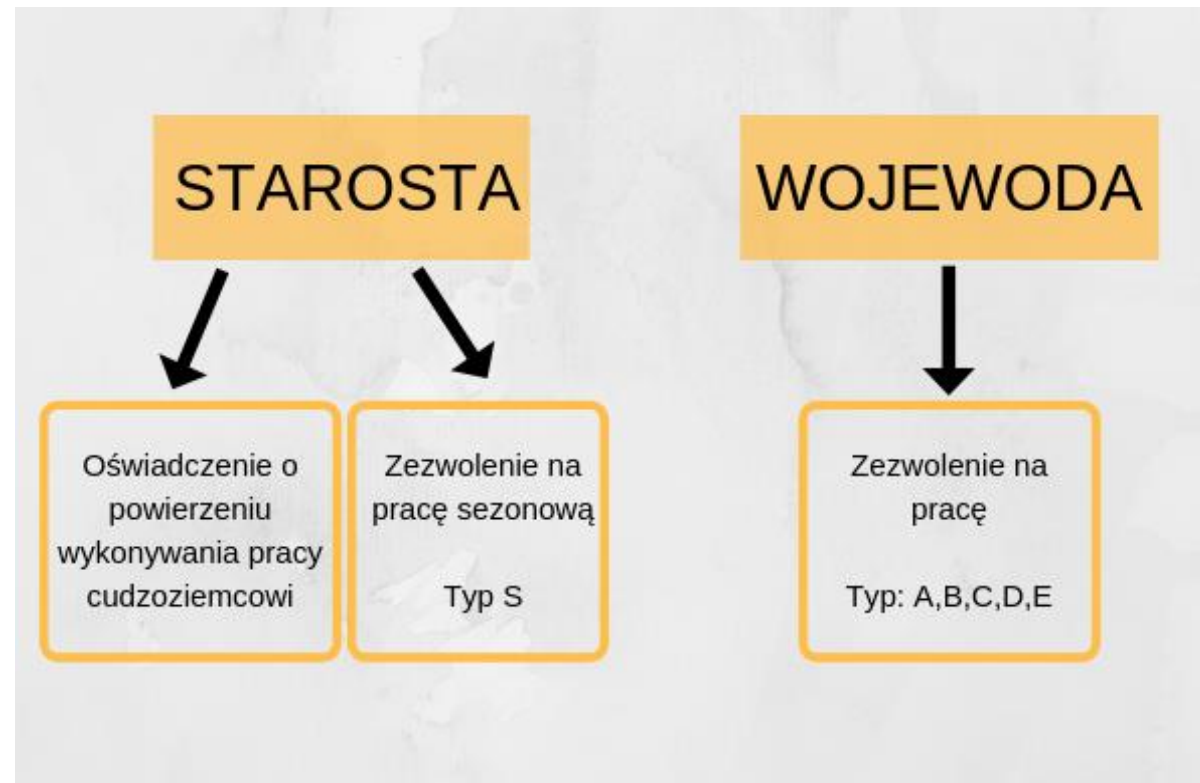 STAROSTA
WOJEWODA
Oświadczenie o
powierzeniu
wykonywania pracy
cudzoziemcowi
Zezwolenie na
pracę sezonową
Typ S
Zezwolenie na
pracę
Typ: A,B,C,D,E